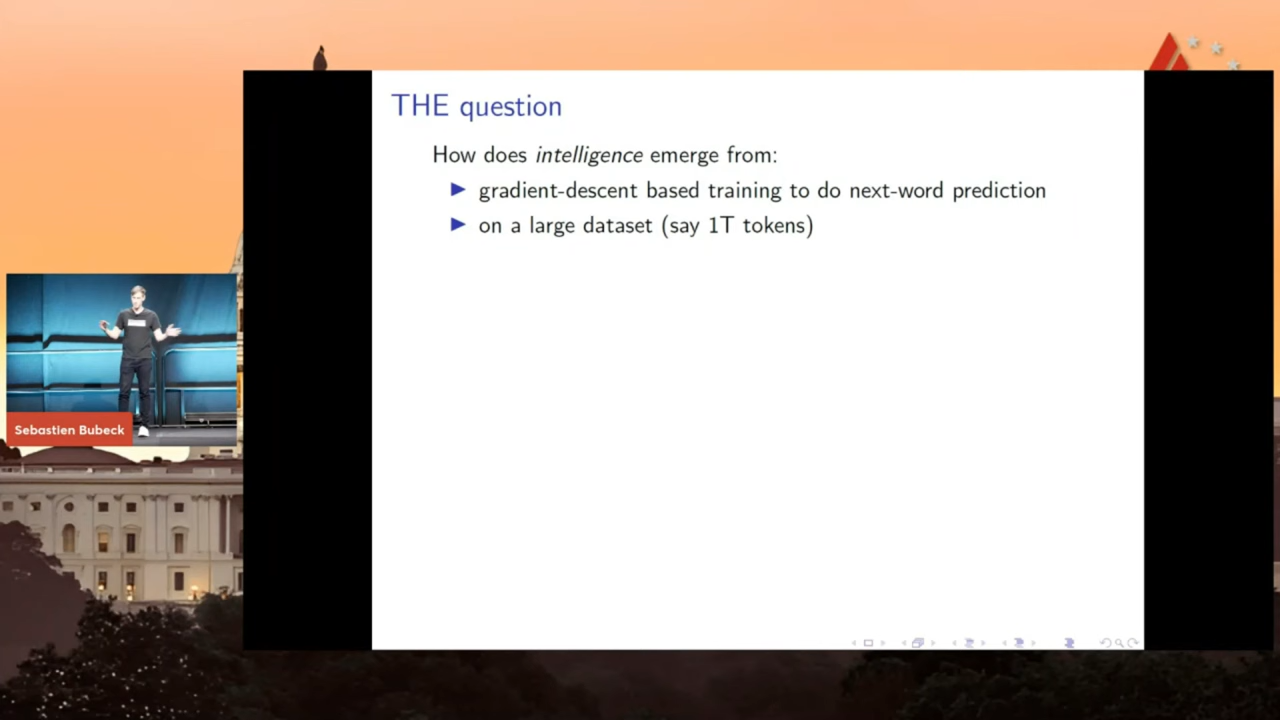 THE question
How does intelligence emerge from:
▶ gradient-descent based training to do next-word prediction
▶ on a large dataset (say 1T tokens)
Sebastien Bubeck